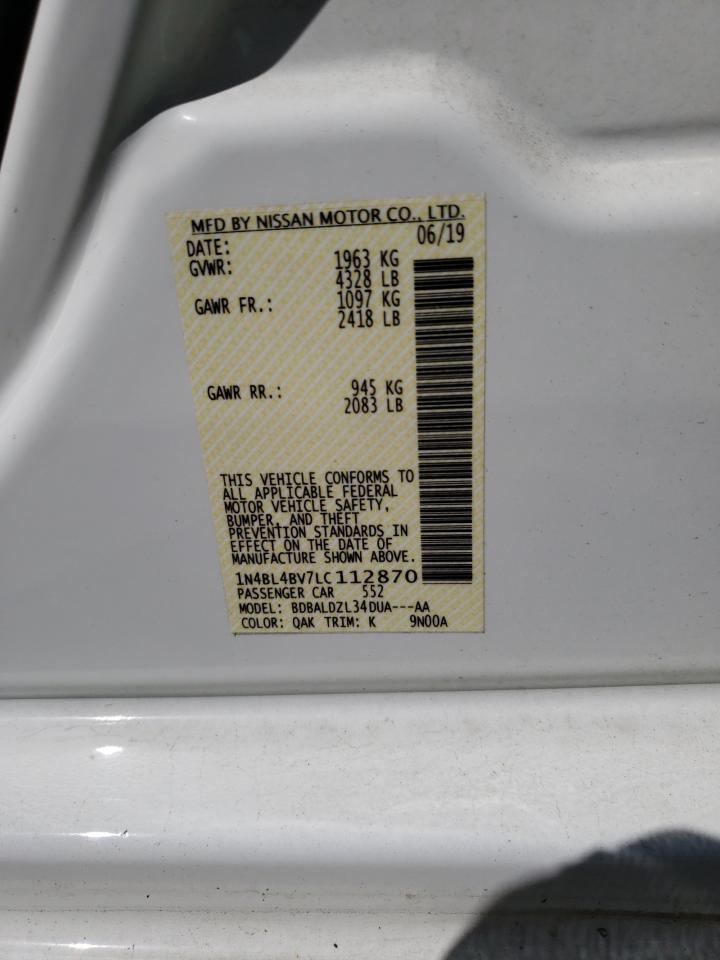 MFD BY NISSAN MOTOR CO., LTD.
DATE: 06/19
GVWR: 1963 KG
4328 LB
GAWR FR.: 1097 KG
2418 LB
GAWR RR.: 945 KG
2083 LB
THIS VEHICLE CONFORMS TO
ALL APPLICABLE FEDERAL
MOTOR VEHICLE SAFETY,
BUMPER, AND THEFT
PREVENTION STANDARDS IN
EFFECT ON THE DATE OF
MANUFACTURE SHOWN ABOVE.
1N4BL4BV7LC112870
PASSENGER CAR 552
MODEL: BDBALDZL34DUA---AA
COLOR: QAK TRIM: K 9N00A